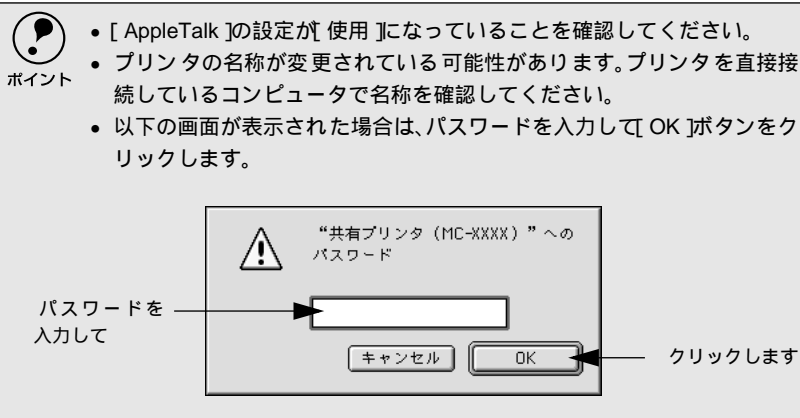 ポイント
• [ AppleTalk ]の設定が[ 使用 ]になっていることを確認してください。
• プリンタの名称が変更されている可能性があります。プリンタを直接接
続しているコンピュータで名称を確認してください。
• 以下の画面が表示された場合は、パスワードを入力して[ OK ]ボタンをク
リックします。
“共有プリンタ（MC-XXXX）”への
パスワード
パスワードを
入力して
キャンセル
OK
クリックします